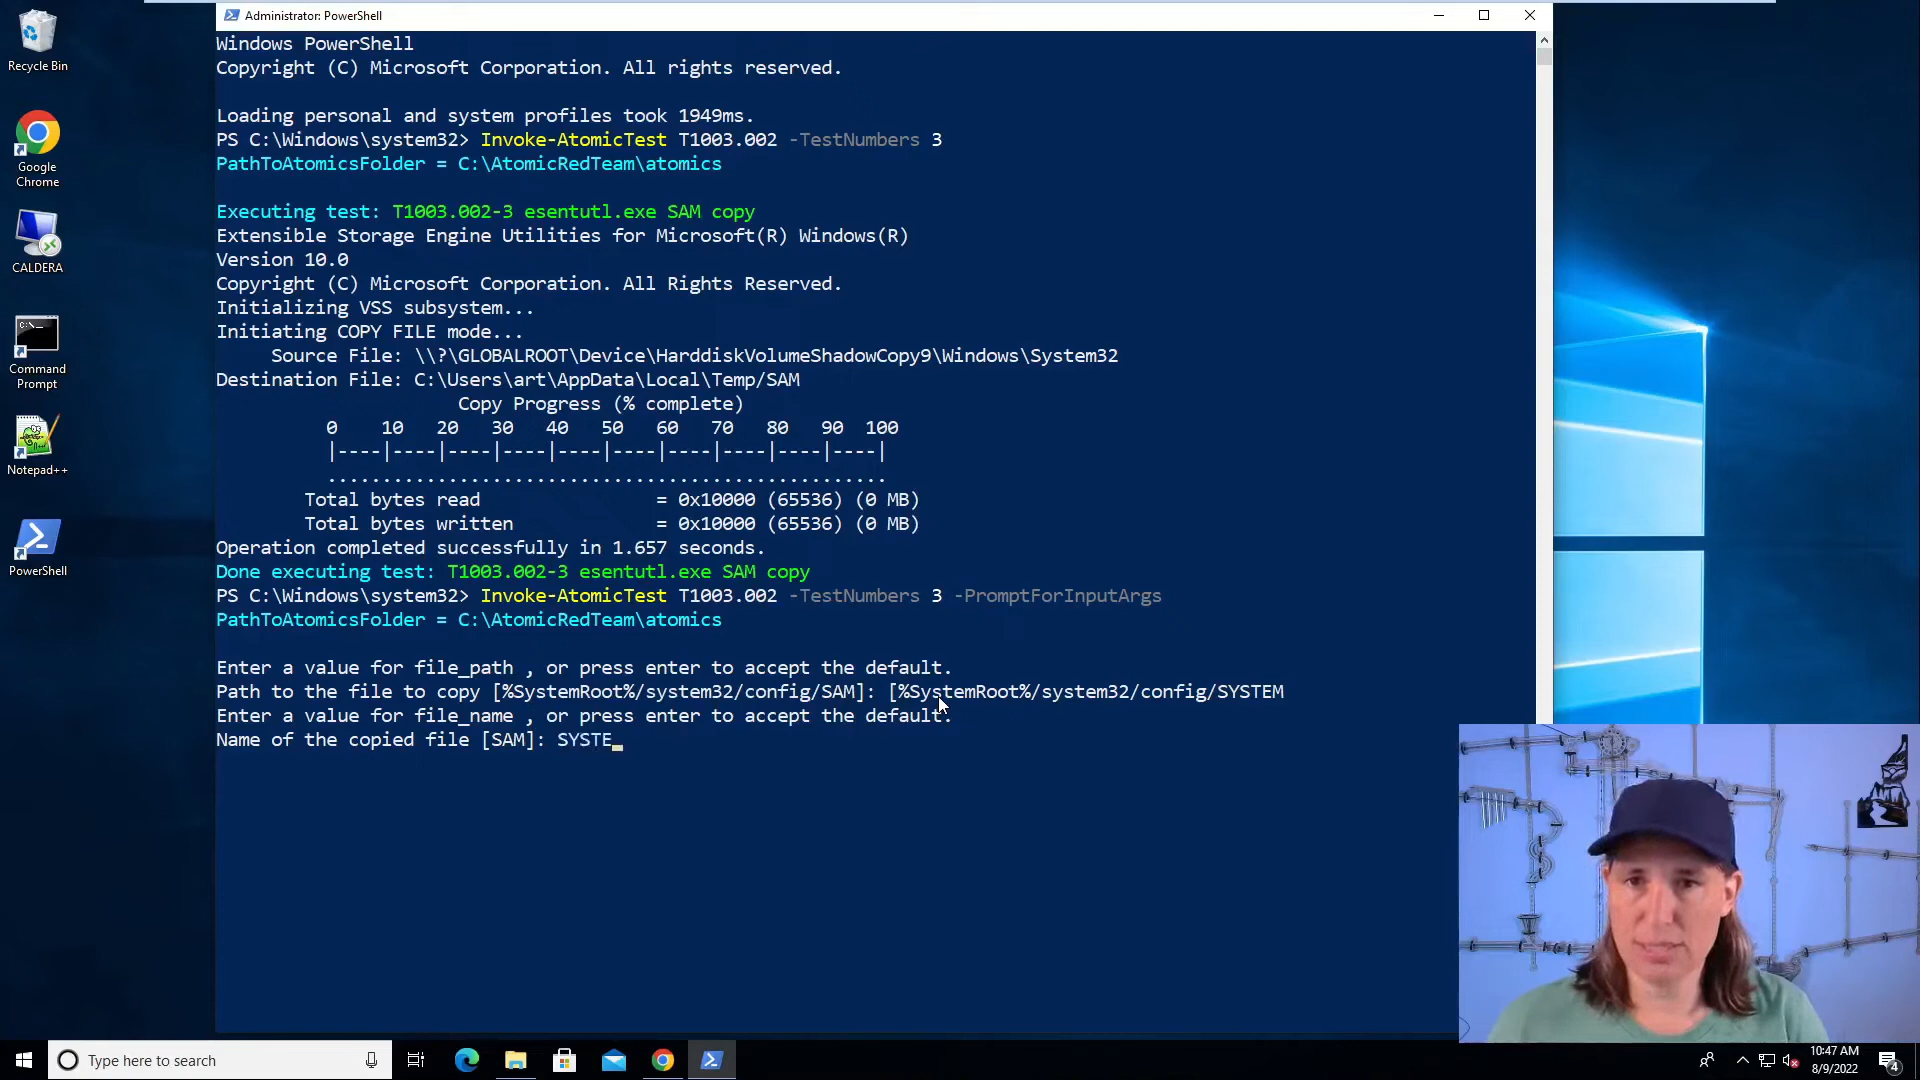 Administrator: PowerShell
Windows PowerShell
Copyright (C) Microsoft Corporation. All rights reserved.
Loading personal and system profiles took 1949ms.
PS C:\Windows\system32> Invoke-AtomicTest T1003.002 -TestNumbers 3
PathToAtomicsFolder = C:\AtomicRedTeam\atomics
Executing test: T1003.002-3 esentutl.exe SAM copy
Extensible Storage Engine Utilities for Microsoft(R) Windows(R)
Version 10.0
Copyright (C) Microsoft Corporation. All Rights Reserved.
Initializing VSS subsystem...
Initiating COPY FILE mode...
Source File: \\?\GLOBALROOT\Device\HarddiskVolumeShadowCopy9\Windows\System32
Destination File: C:\Users\art\AppData\Local\Temp/SAM
Copy Progress (% complete)
0    10   20   30   40   50   60   70   80   90  100
|----|----|----|----|----|----|----|----|----|----|
...................................................
Total bytes read                = 0x10000 (65536) (0 MB)
Total bytes written             = 0x10000 (65536) (0 MB)
Operation completed successfully in 1.657 seconds.
Done executing test: T1003.002-3 esentutl.exe SAM copy
PS C:\Windows\system32> Invoke-AtomicTest T1003.002 -TestNumbers 3 -PromptForInputArgs
PathToAtomicsFolder = C:\AtomicRedTeam\atomics
Enter a value for file_path , or press enter to accept the default.
Path to the file to copy [%SystemRoot%/system32/config/SAM]: [%SystemRoot%/system32/config/SYSTEM
Enter a value for file_name , or press enter to accept the default.
Name of the copied file [SAM]: SYSTE_
Recycle Bin
Google
Chrome
CALDERA
Command
Prompt
Notepad++
PowerShell
Type here to search
10:47 AM
8/9/2022
4